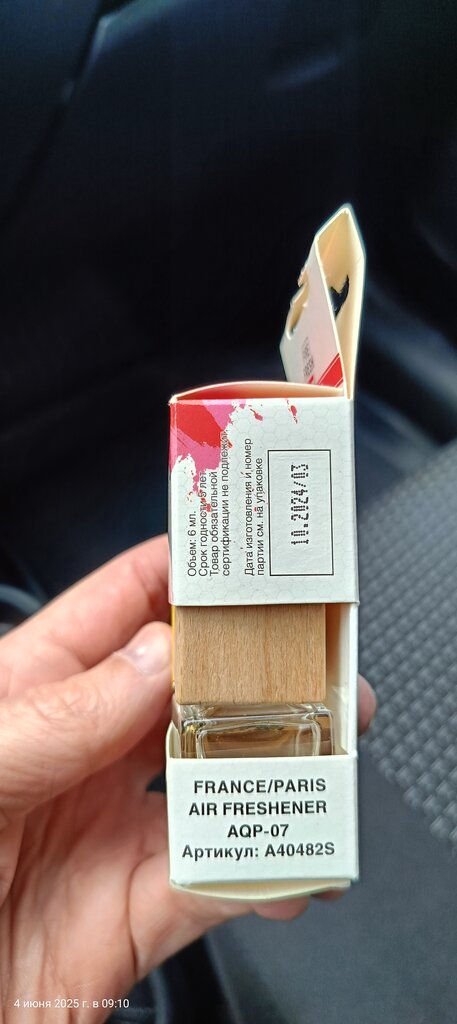 Объем: 6 мл.
Срок годности: 5 лет
Товар обязательной
сертификации не подлежит
Дата изготовления и номер
партии см. на упаковке
10.2024/03
FRANCE/PARIS
AIR FRESHENER
AQP-07
Артикул: A40482S
4 июня 2025 г. в 09:10